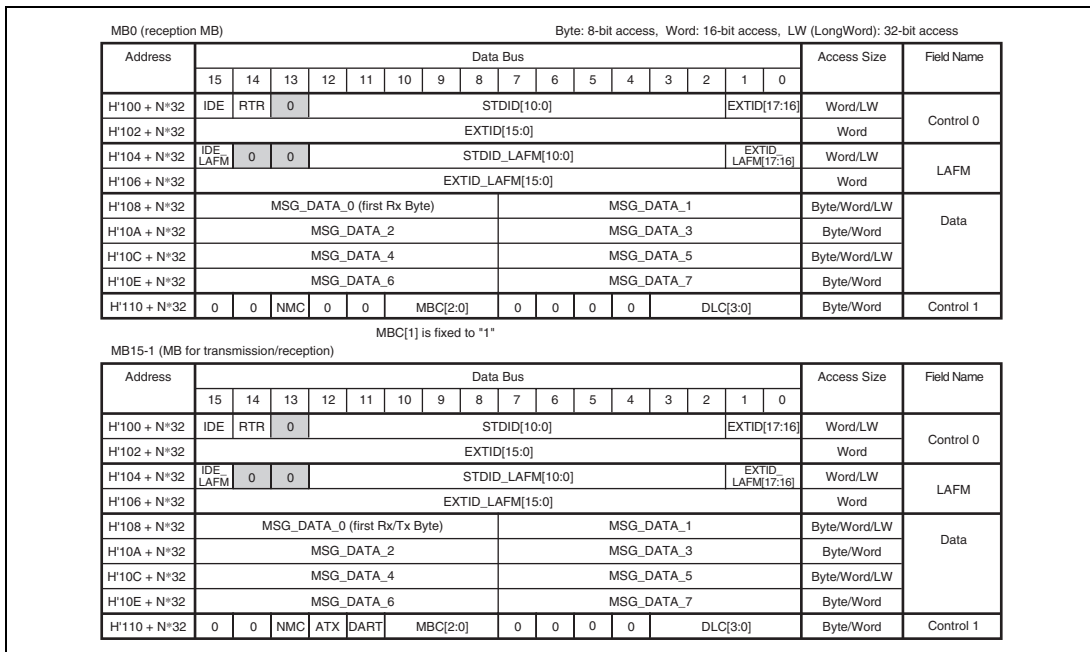 MB0 (reception MB) Byte: 8-bit access, Word: 16-bit access, LW (LongWord): 32-bit access
Address Data Bus Access Size Field Name
15 14 13 12 11 10 9 8 7 6 5 4 3 2 1 0
H'100 + N*32 IDE RTR 0 STDID[10:0] EXTID[17:16] Word/LW Control 0
H'102 + N*32 EXTID[15:0] Word
H'104 + N*32 IDE_LAFM 0 0 STDID_LAFM[10:0] EXTID_LAFM[17:16] Word/LW LAFM
H'106 + N*32 EXTID_LAFM[15:0] Word
H'108 + N*32 MSG_DATA_0 (first Rx Byte) MSG_DATA_1 Byte/Word/LW Data
H'10A + N*32 MSG_DATA_2 MSG_DATA_3 Byte/Word
H'10C + N*32 MSG_DATA_4 MSG_DATA_5 Byte/Word/LW
H'10E + N*32 MSG_DATA_6 MSG_DATA_7 Byte/Word
H'110 + N*32 0 0 NMC 0 0 MBC[2:0] 0 0 0 0 DLC[3:0] Byte/Word Control 1
MBC[1] is fixed to "1"
MB15-1 (MB for transmission/reception)
Address Data Bus Access Size Field Name
15 14 13 12 11 10 9 8 7 6 5 4 3 2 1 0
H'100 + N*32 IDE RTR 0 STDID[10:0] EXTID[17:16] Word/LW Control 0
H'102 + N*32 EXTID[15:0] Word
H'104 + N*32 IDE_LAFM 0 0 STDID_LAFM[10:0] EXTID_LAFM[17:16] Word/LW LAFM
H'106 + N*32 EXTID_LAFM[15:0] Word
H'108 + N*32 MSG_DATA_0 (first Rx/Tx Byte) MSG_DATA_1 Byte/Word/LW Data
H'10A + N*32 MSG_DATA_2 MSG_DATA_3 Byte/Word
H'10C + N*32 MSG_DATA_4 MSG_DATA_5 Byte/Word/LW
H'10E + N*32 MSG_DATA_6 MSG_DATA_7 Byte/Word
H'110 + N*32 0 0 NMC ATX DART MBC[2:0] 0 0 0 0 DLC[3:0] Byte/Word Control 1